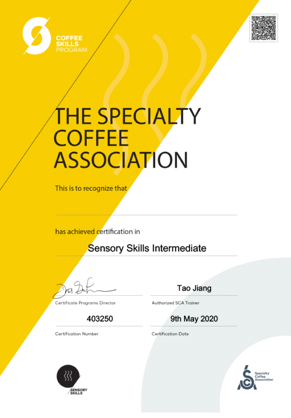 COFFEE
SKILLS
PROGRAM
THE SPECIALTY
COFFEE
ASSOCIATION
This is to recognize that
has achieved certification in
Sensory Skills Intermediate
Tao Jiang
Certificate Programs Director
Authorized SCA Trainer
403250
9th May 2020
Certification Number
Certification Date
SENSORY
SKILLS
Specialty
Coffee
Association